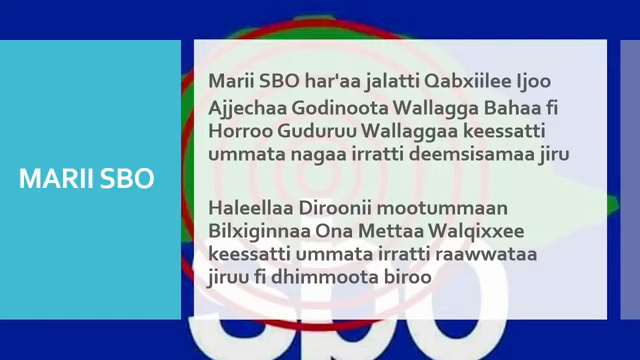 MARII SBO
Marii SBO har'aa jalatti Qabxiilee Ijoo
Ajjechaa Godinoota Wallagga Bahaa fi
Horroo Guduruu Wallaggaa keessatti
ummata nagaa irratti deemsisamaa jiru
Haleellaa Diroonii mootummaan
Bilxiginnaa Ona Mettaa Walqixxee
keessatti ummata irratti raawwataa
jiruu fi dhimmoota biroo
sbo